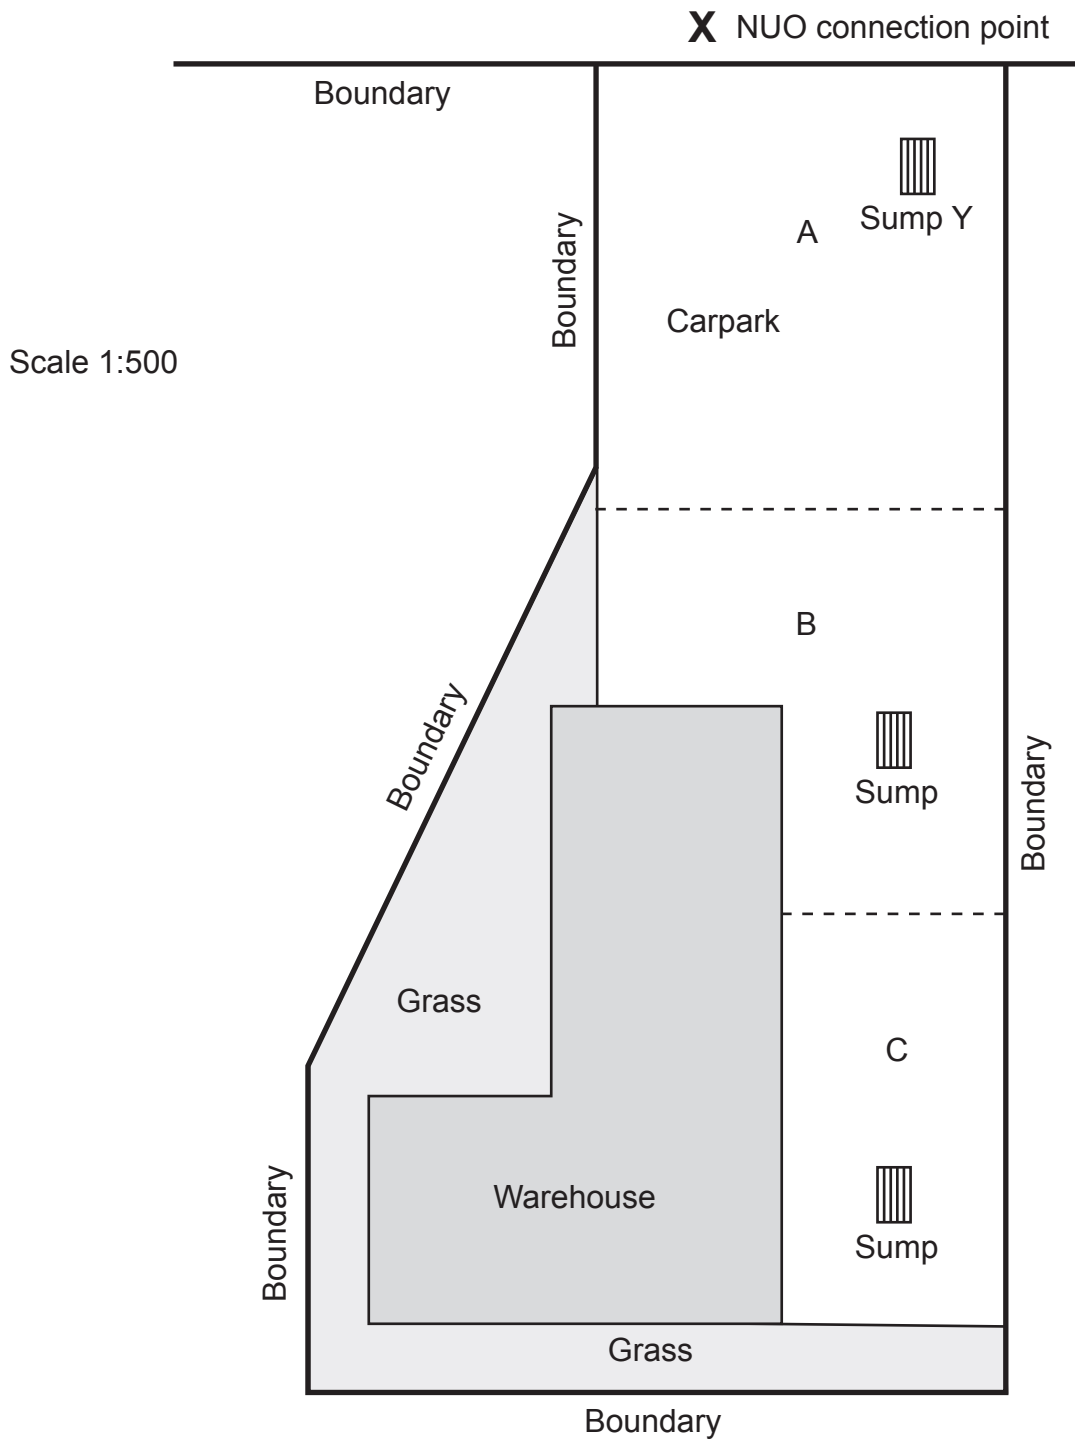 X NUO connection point
Boundary
Sump Y
A
Boundary
Carpark
Scale 1:500
B
Boundary
Sump
Boundary
Grass
C
Warehouse
Boundary
Sump
Grass
Boundary